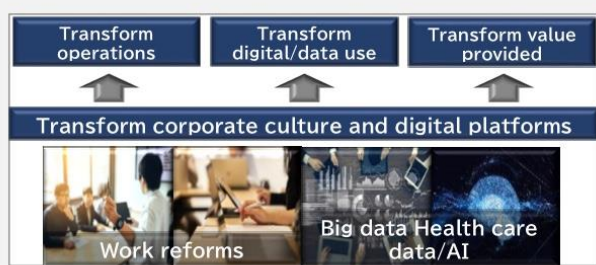 Transform
operations
Transform
digital/data use
Transform value
provided
Transform corporate culture and digital platforms
Work reforms
Big data Health care
data/AI